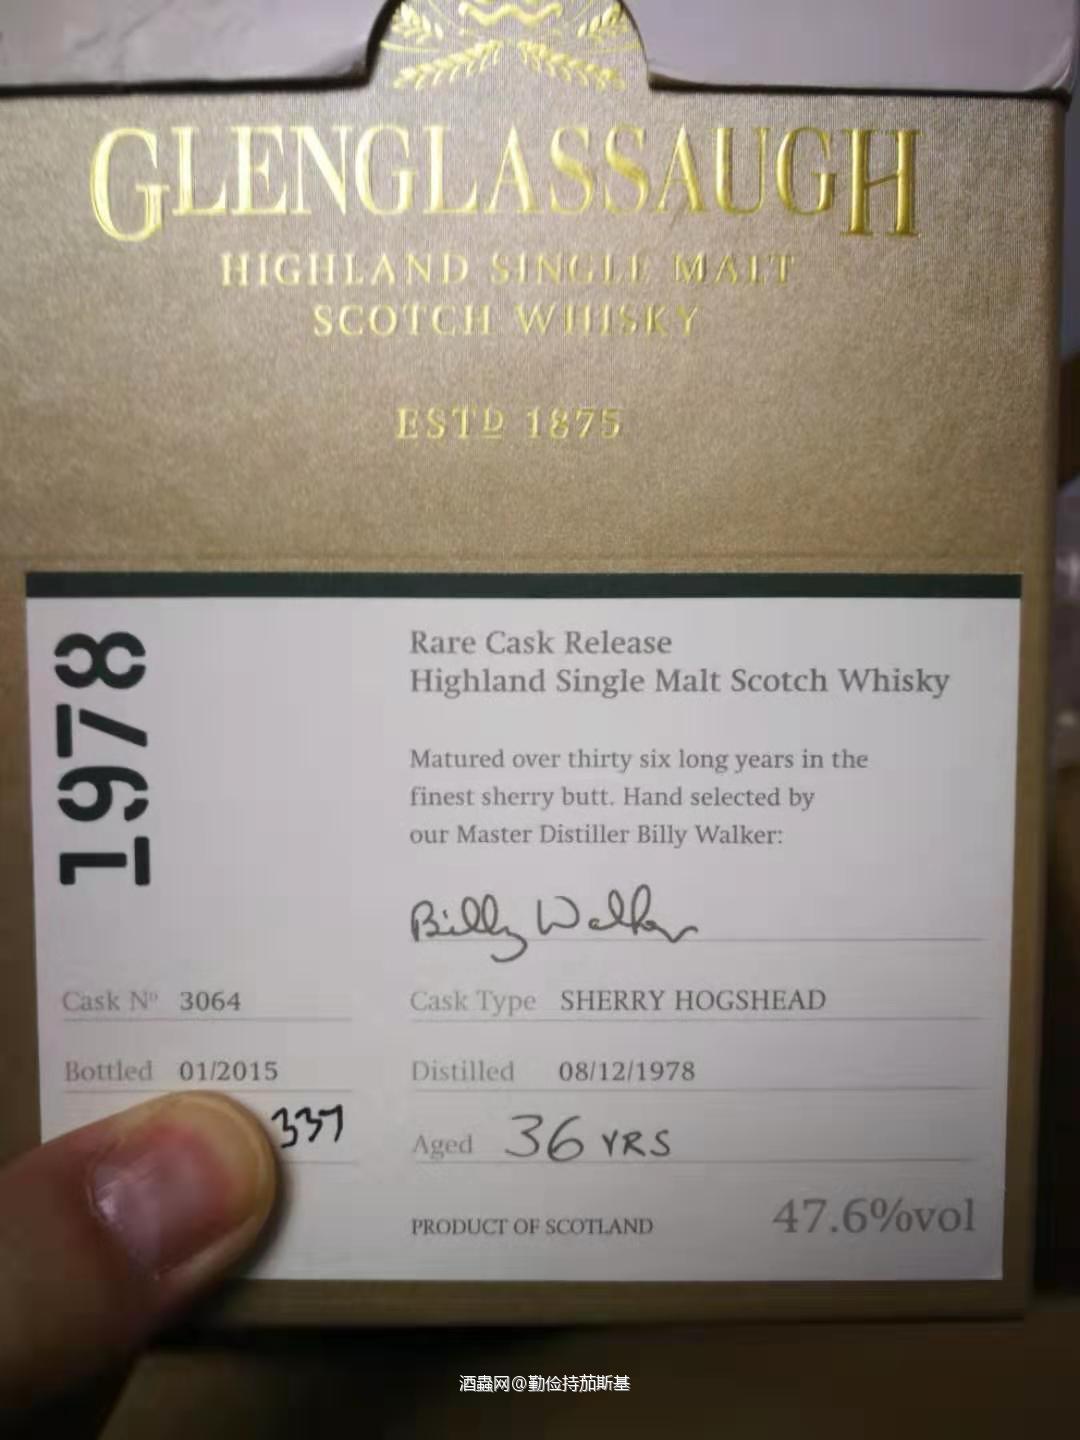 GLENGLASSAUGH
HIGHLAND SINGLE MALT
SCOTCH WHISKY
ESTD 1875
1978
Rare Cask Release
Highland Single Malt Scotch Whisky
Matured over thirty six long years in the
finest sherry butt. Hand selected by
our Master Distiller Billy Walker:
Billy Walker
Cask Nº 3064
Cask Type SHERRY HOGSHEAD
Bottled 01/2015
Distilled 08/12/1978
337
Aged 36 YRS
PRODUCT OF SCOTLAND
47.6%vol
酒蟲网@勤俭持茄斯基